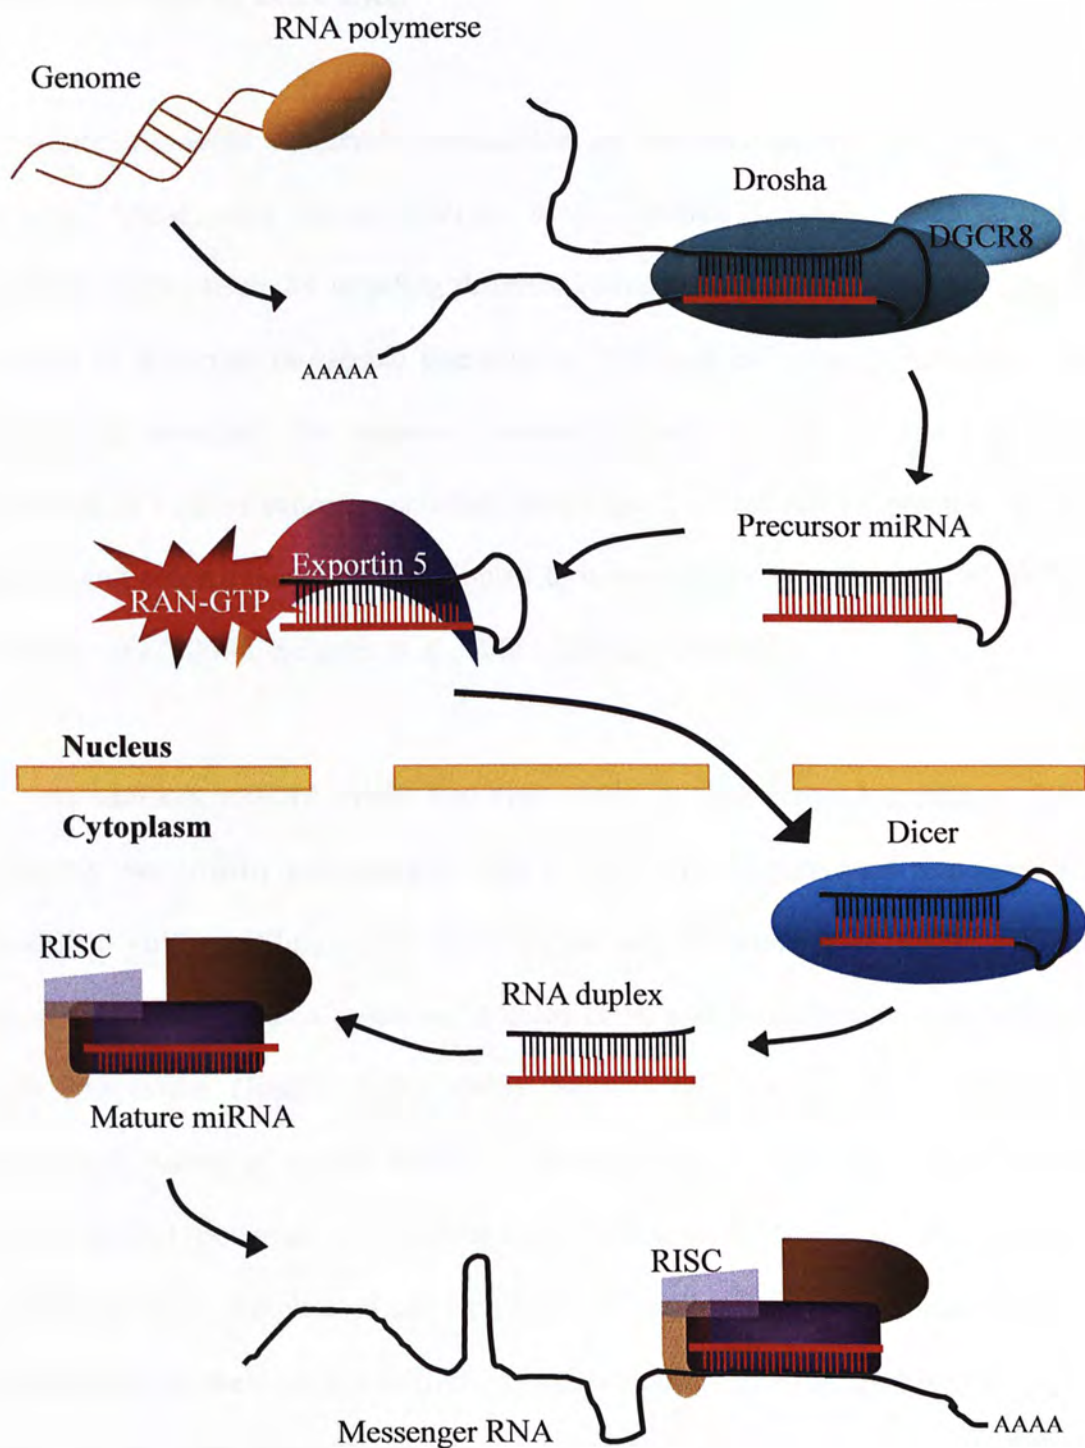 RNA polymerse
Genome
Drosha
DGCR8
AAAAA
Precursor miRNA
Exportin 5
RAN-GTP
Nucleus
Cytoplasm
Dicer
RISC
RNA duplex
Mature miRNA
RISC
Messenger RNA
AAAA